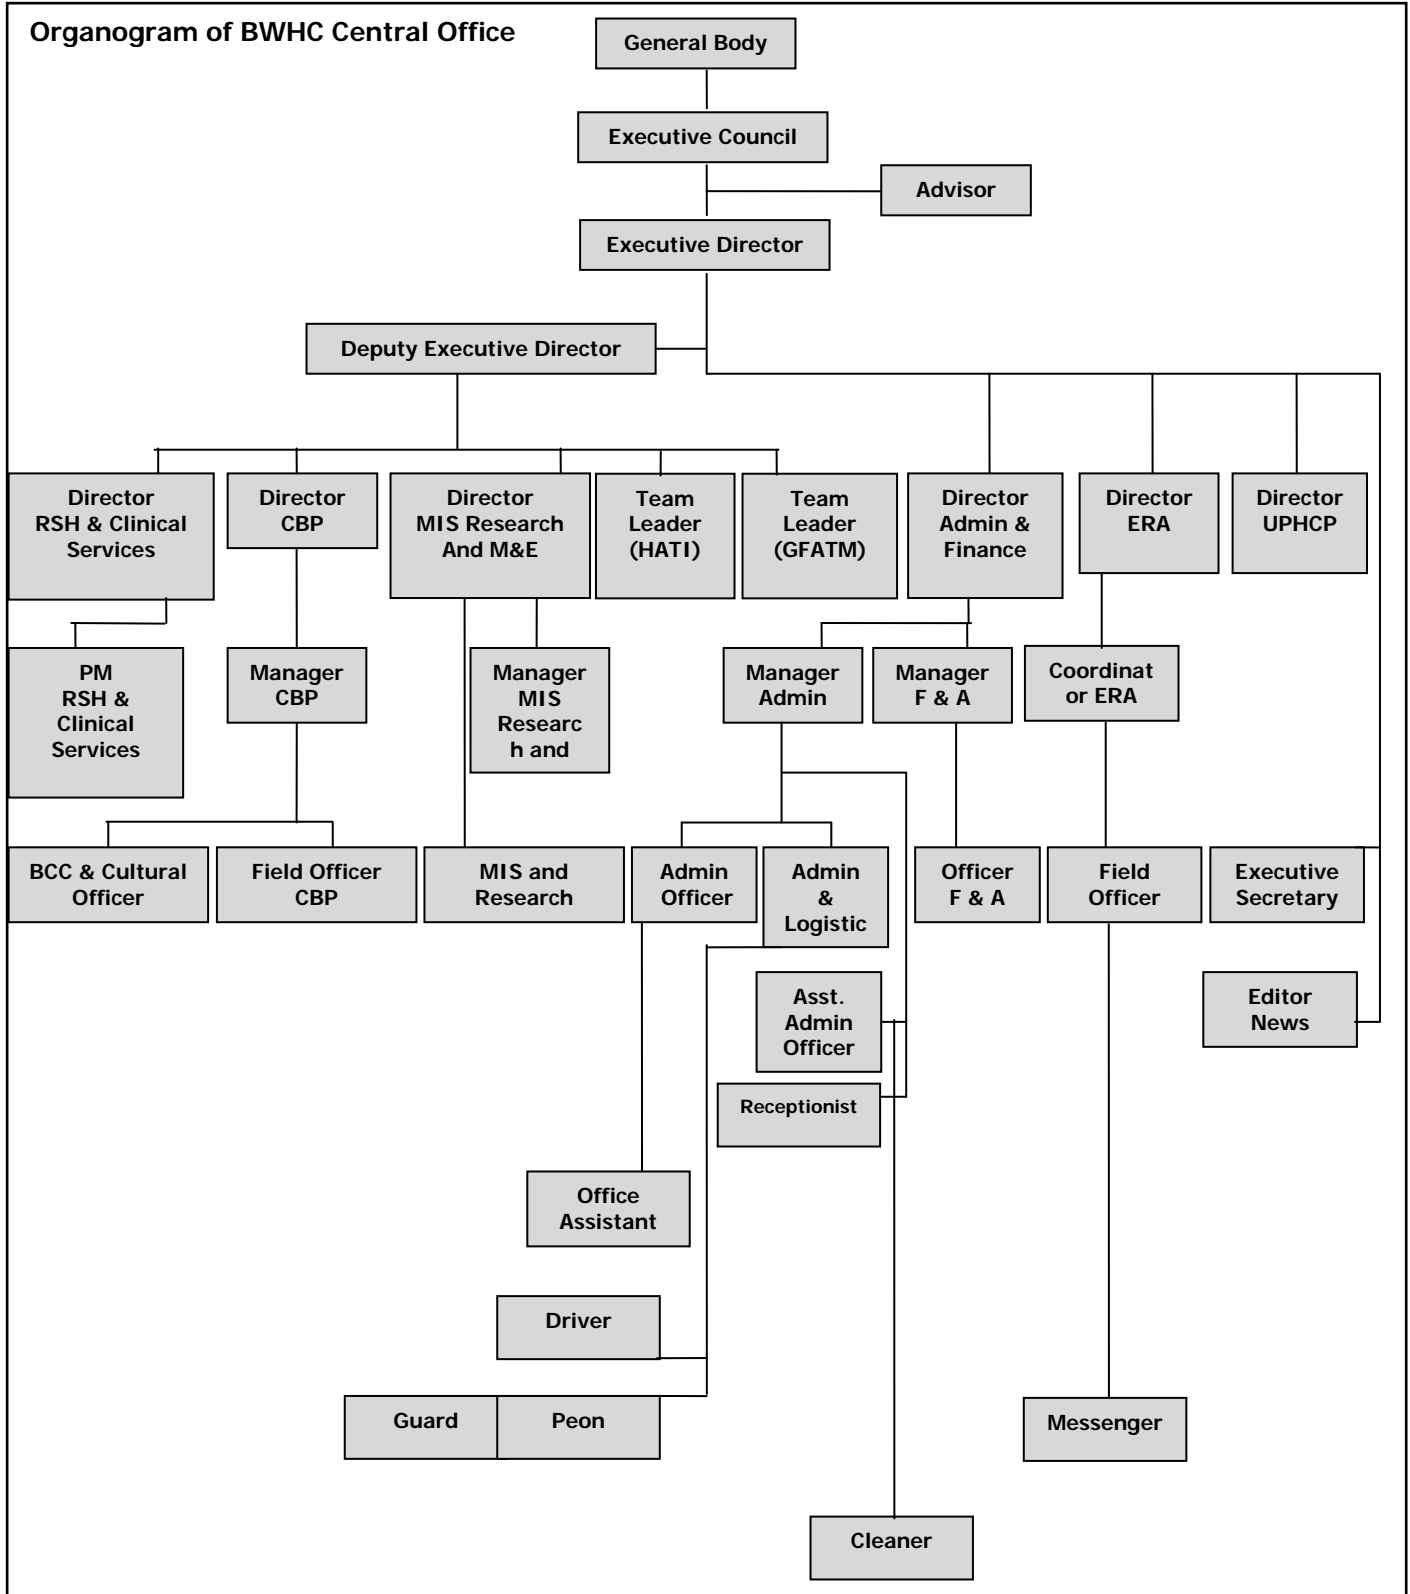 Organogram of BWHC Central Office
General Body
Executive Council
Advisor
Executive Director
Deputy Executive Director
Director
RSH & Clinical
Services
Director
CBP
Director
MIS Research
And M&E
Team
Leader
(HATI)
Team
Leader
(GFATM)
Director
Admin &
Finance
Director
ERA
Director
UPHCP
PM
RSH &
Clinical
Services
Manager
CBP
Manager
MIS
Researc
h and
Manager
Admin
Manager
F & A
Coordinat
or ERA
BCC & Cultural
Officer
Field Officer
CBP
MIS and
Research
Admin
Officer
Admin
&
Logistic
Officer
F & A
Field
Officer
Executive
Secretary
Asst.
Admin
Officer
Editor
News
Receptionist
Office
Assistant
Driver
Guard
Peon
Messenger
Cleaner